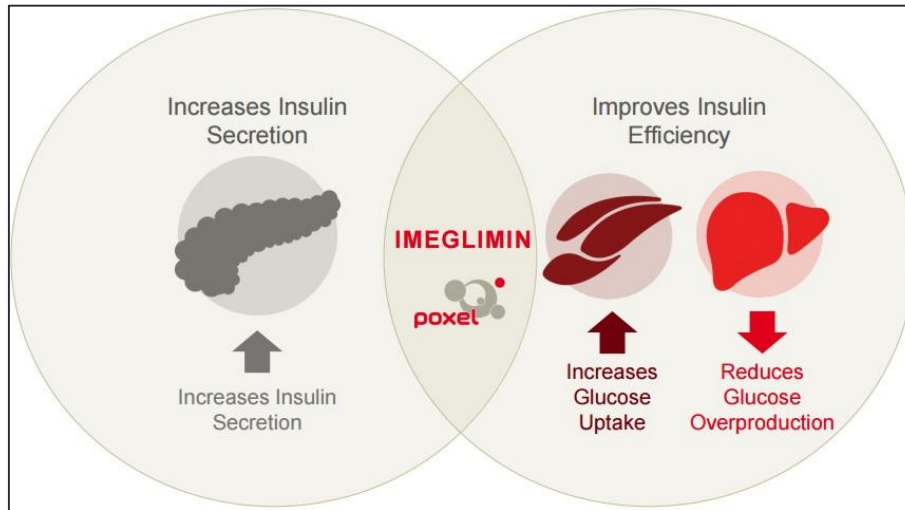 Increases Insulin
Secretion
Increases Insulin
Secretion
IMEGLIMIN
poxel
Improves Insulin
Efficiency
Increases
Glucose
Uptake
Reduces
Glucose
Overproduction